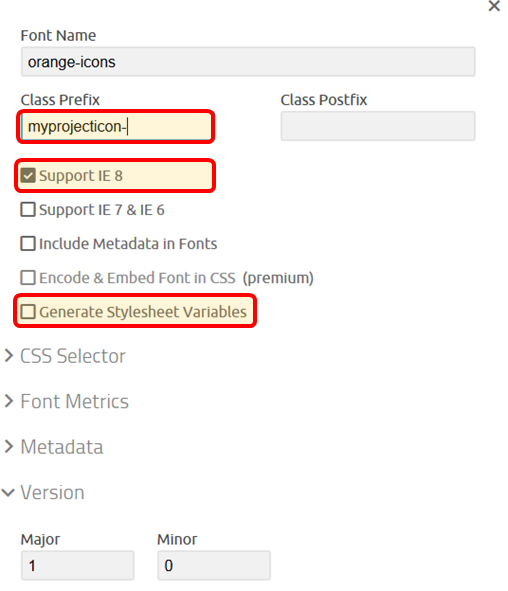 Font Name
orange-icons
Class Prefix Class Postfix
myprojecticon-
Support IE 8
Support IE 7 & IE 6
Include Metadata in Fonts
Encode & Embed Font in CSS (premium)
Generate Stylesheet Variables
CSS Selector
Font Metrics
Metadata
Version
Major Minor
1 0